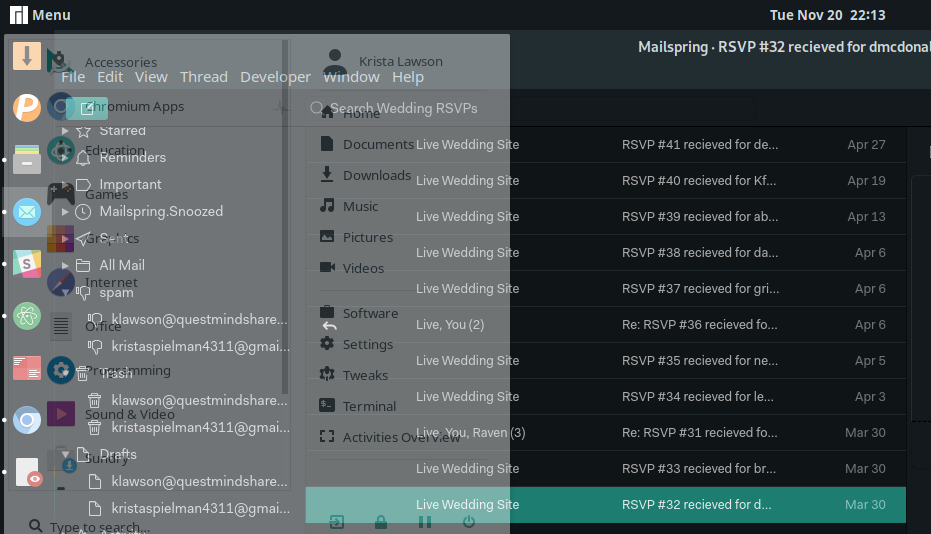 Menu
Tue Nov 20 22:13
Mailspring · RSVP #32 recieved for dmcdonal
Accessories
Krista Lawson
File Edit View Thread Developer Window Help
Chromium Apps
Search Wedding RSVPs
Home
Starred
Education
Documents
Live Wedding Site RSVP #41 recieved for de... Apr 27
Reminders
Downloads
Live Wedding Site RSVP #40 recieved for Kf... Apr 19
Important
Games
Music
Live Wedding Site RSVP #39 recieved for ab... Apr 13
Mailspring.Snoozed
Graphics
Sent
Pictures
Live Wedding Site RSVP #38 recieved for da... Apr 6
All Mail
Videos
Internet
Live Wedding Site RSVP #37 recieved for gri... Apr 6
spam
Software
klawson@questmindshare...
Office
Live, You (2) Re: RSVP #36 recieved fo... Apr 6
kristaspielman4311@gmai...
Settings
Live Wedding Site RSVP #35 recieved for ne... Apr 5
Programming
Trash
Tweaks
klawson@questmindshare...
Live Wedding Site RSVP #34 recieved for le... Apr 3
Terminal
Sound & Video
kristaspielman4311@gmai...
Activities Overview
Live, You, Raven (3) Re: RSVP #31 recieved fo... Mar 30
Drafts
Sundry
Live Wedding Site RSVP #33 recieved for br... Mar 30
klawson@questmindshare...
kristaspielman4311@gmai...
Live Wedding Site RSVP #32 recieved for d... Mar 30
Type to search...